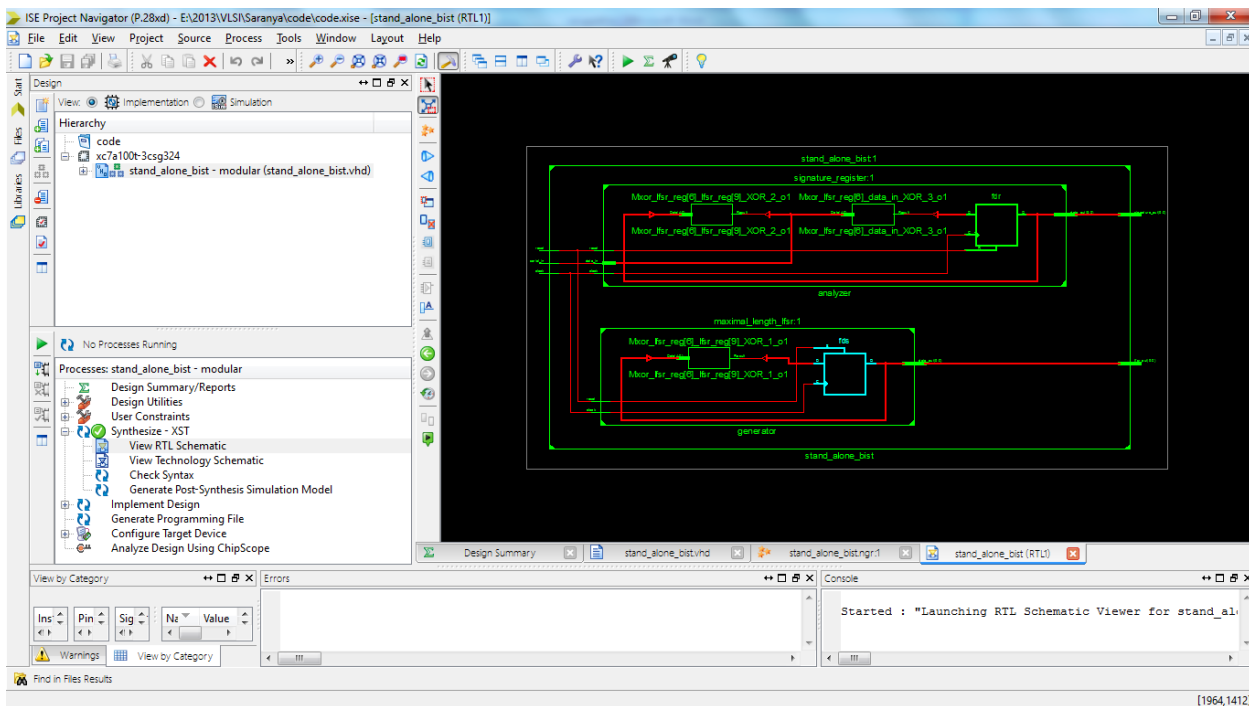 ISE Project Navigator (P.28xd) - E:\2013\VLSI\Saranya\code\code.xise - [stand_alone_bist (RTL1)]
File Edit View Project Source Process Tools Window Layout Help
Start
Files
Libraries
Design
View: Implementation Simulation
Hierarchy
code
xc7a100t-3csg324
stand_alone_bist - modular (stand_alone_bist.vhd)
No Processes Running
Processes: stand_alone_bist - modular
Design Summary/Reports
Design Utilities
User Constraints
Synthesize - XST
View RTL Schematic
View Technology Schematic
Check Syntax
Generate Post-Synthesis Simulation Model
Implement Design
Generate Programming File
Configure Target Device
Analyze Design Using ChipScope
stand_alone_bist:1
signature_register:1
Mxor_lfsr_reg[6]_lfsr_reg[9]_XOR_2_o1 Mxor_lfsr_reg[8]_data_in_XOR_3_o1 fdr
Mxor_lfsr_reg[6]_lfsr_reg[9]_XOR_2_o1 Mxor_lfsr_reg[8]_data_in_XOR_3_o1
analyzer
maximal_length_lfsr:1
Mxor_lfsr_reg[6]_lfsr_reg[9]_XOR_1_o1 fds
Mxor_lfsr_reg[6]_lfsr_reg[9]_XOR_1_o1
generator
stand_alone_bist
Design Summary stand_alone_bist.vhd stand_alone_bist.ngr:1 stand_alone_bist (RTL1)
View by Category
Ins Pin Sig Na Value
Warnings View by Category
Errors
Console
Started : "Launching RTL Schematic Viewer for stand_al
Find in Files Results
[1964,1412]